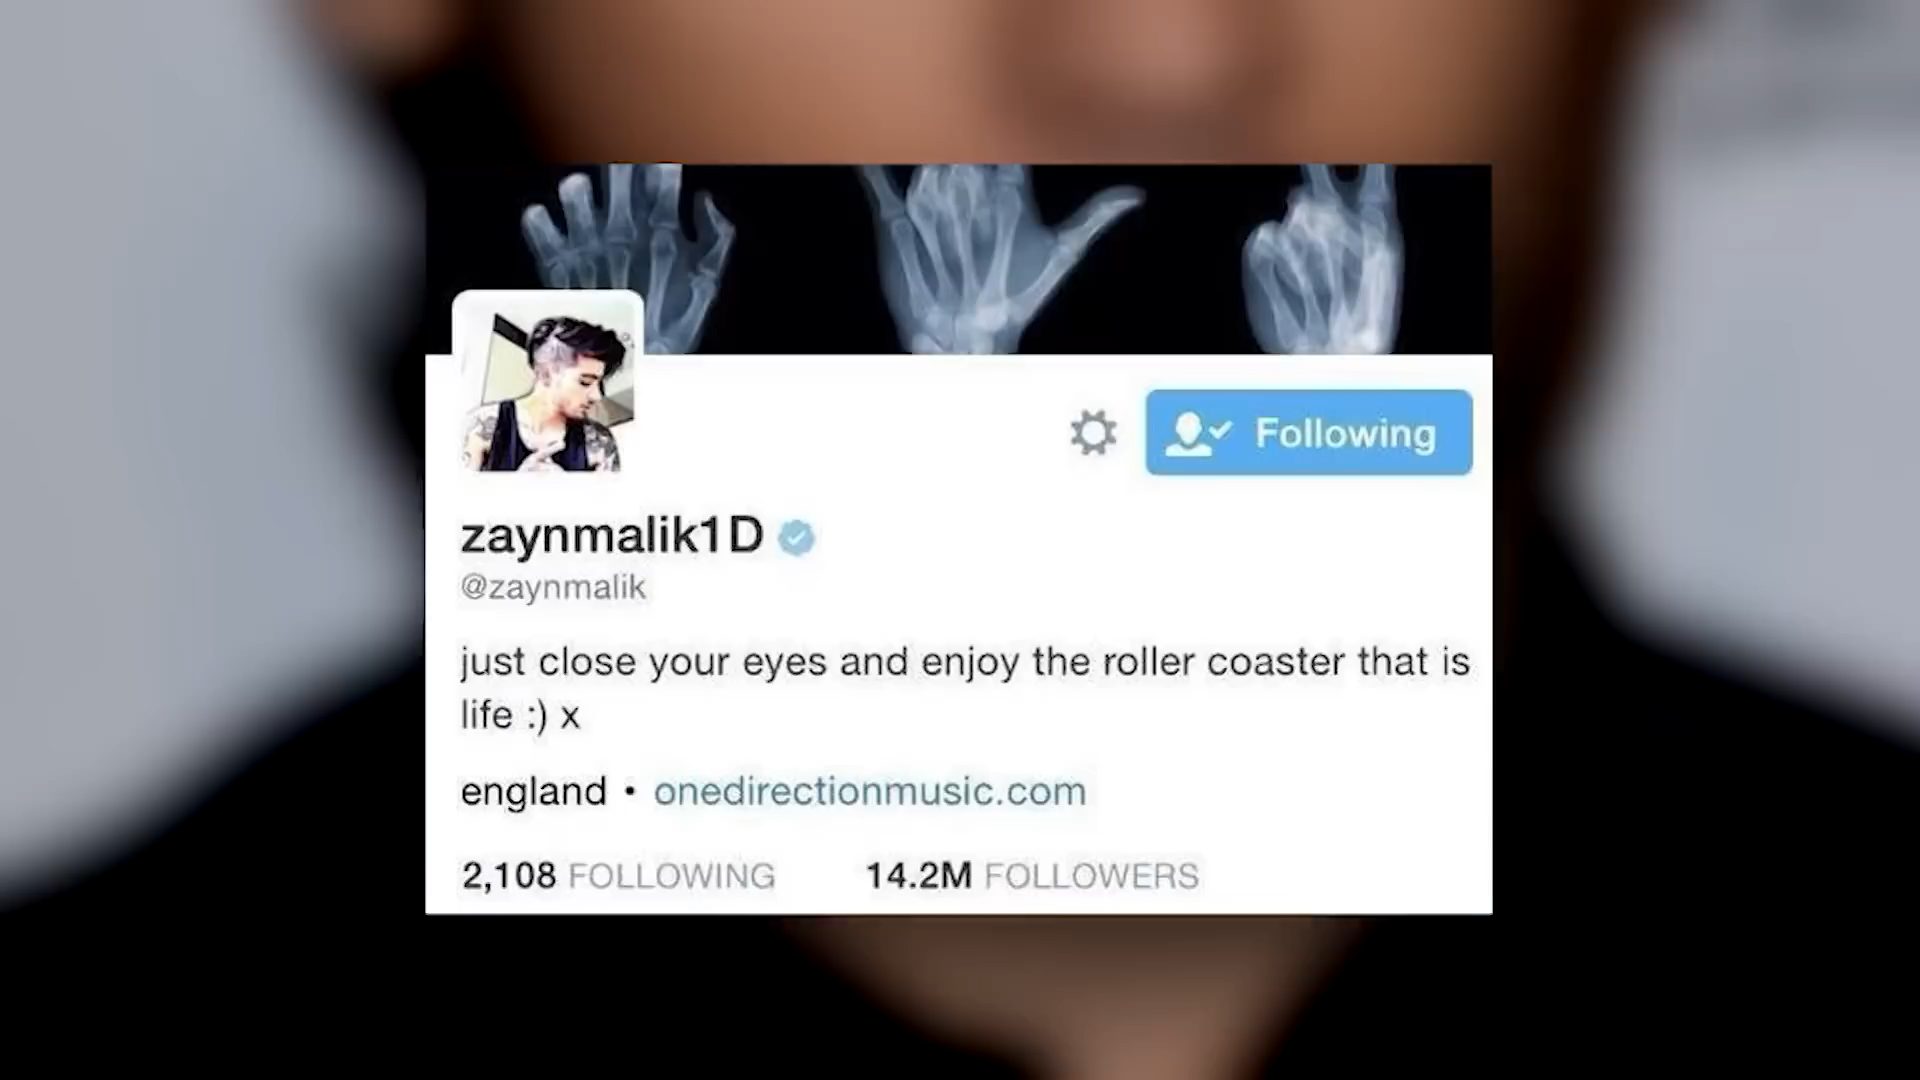 Following
zaynmalik1D
@zaynmalik
just close your eyes and enjoy the roller coaster that is
life :) x
england • onedirectionmusic.com
2,108 FOLLOWING 14.2M FOLLOWERS